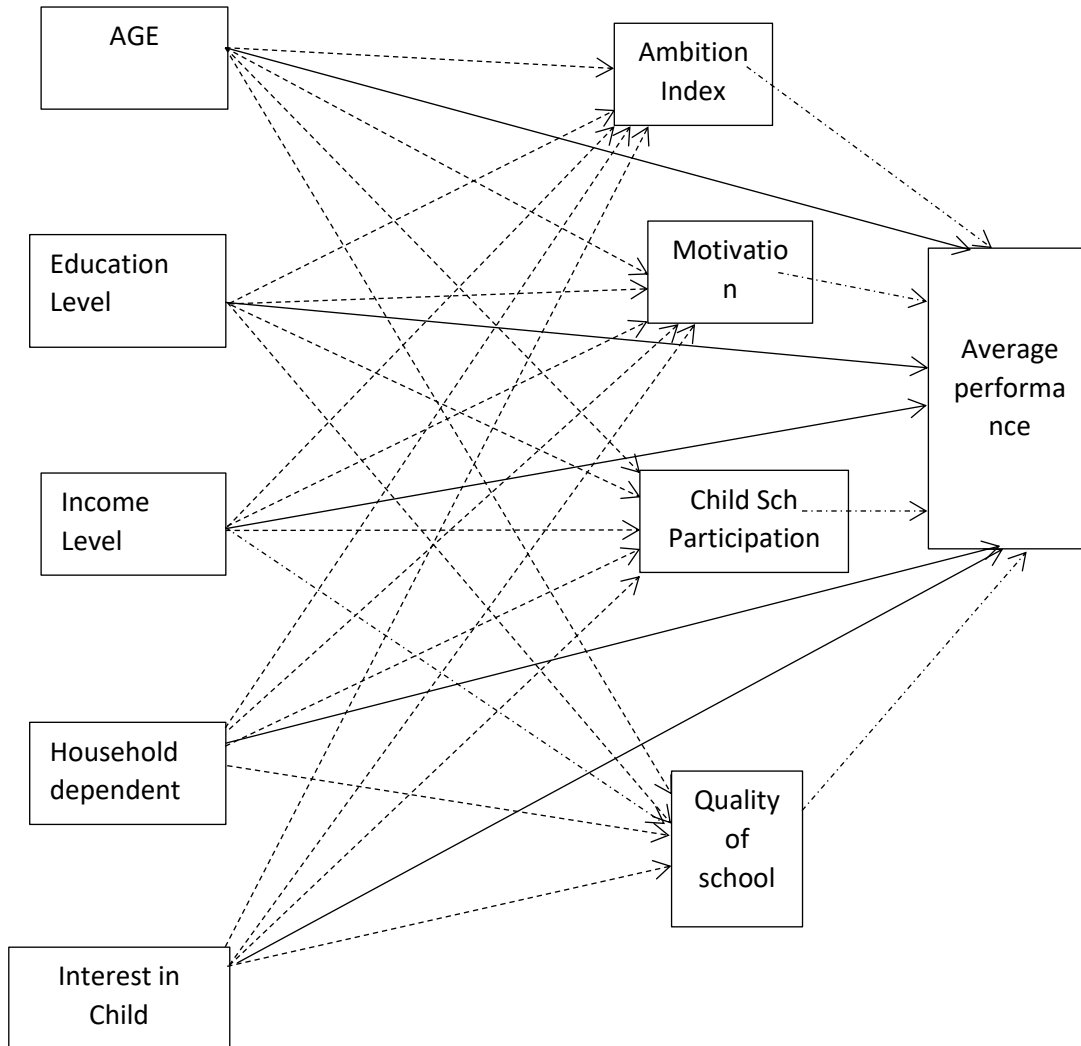 AGE
Ambition
Index
Education
Level
Motivatio
n
Average
performa
nce
Income
Level
Child Sch
Participation
Household
dependent
Quality
of
school
Interest in
Child